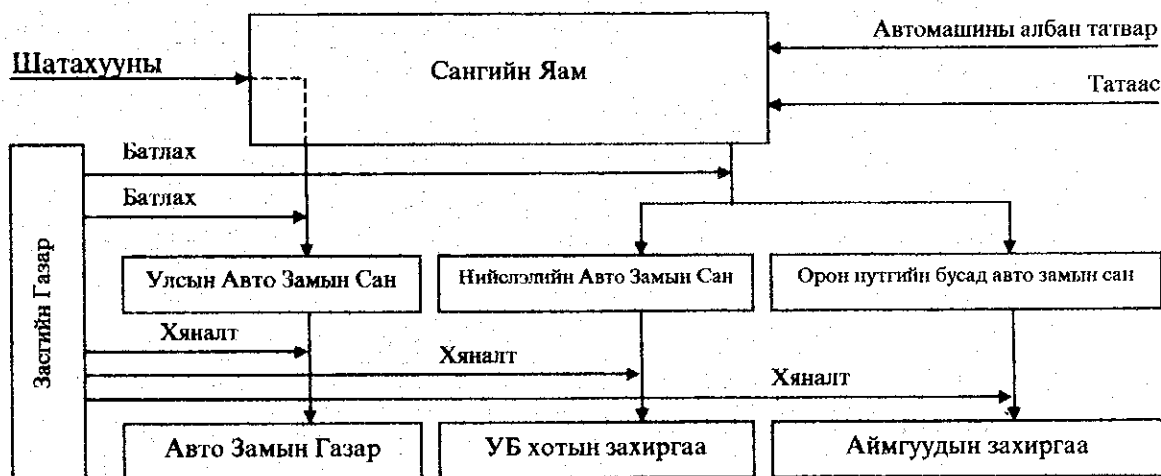 Автомашины албан татвар
Шатахууны
Сангийн Яам
Татаас
Батлах
Батлах
Засгийн Газар
Улсын Авто Замын Сан
Нийслэлийн Авто Замын Сан
Орон нутгийн бусад авто замын сан
Хяналт
Хяналт
Хяналт
Авто Замын Газар
УБ хотын захиргаа
Аймгуудын захиргаа